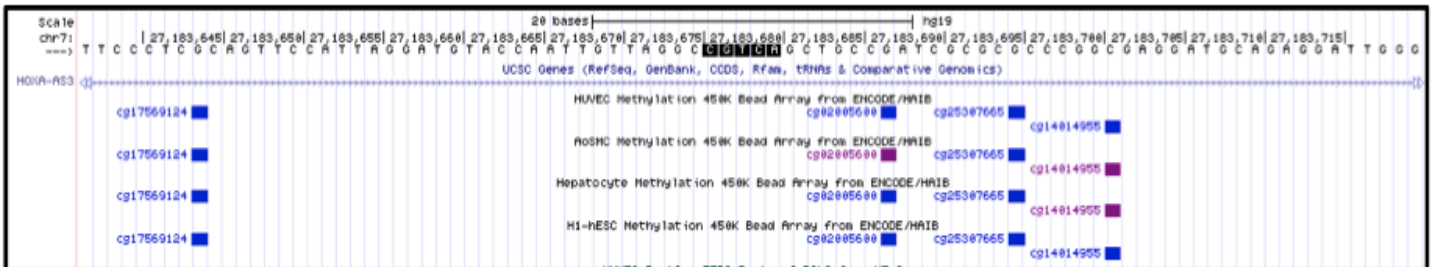 Scale 20 bases hg19
chr7: 27,183,645 27,183,650 27,183,655 27,183,660 27,183,665 27,183,670 27,183,675 27,183,680 27,183,685 27,183,690 27,183,695 27,183,700 27,183,705 27,183,710 27,183,715
---> T T C C C T C G C A G T T C C A T T A G G A T G T A C C A A T T G T T A G G C C G T C A G C T G C C G A T C G C G C C C G G C G A G G A T G C A G A G G A T T G G G
UCSC Genes (RefSeq, GenBank, CCDS, Rfam, tRNAs & Comparative Genomics)
HOXA-AS3
HUVEC Methylation 450K Bead Array from ENCODE/HAIB
cg17569124 cg02005600 cg25307665
cg14014955
AoSMC Methylation 450K Bead Array from ENCODE/HAIB
cg17569124 cg02005600 cg25307665
cg14014955
Hepatocyte Methylation 450K Bead Array from ENCODE/HAIB
cg17569124 cg02005600 cg25307665
cg14014955
H1-hESC Methylation 450K Bead Array from ENCODE/HAIB
cg17569124 cg02005600 cg25307665
cg14014955